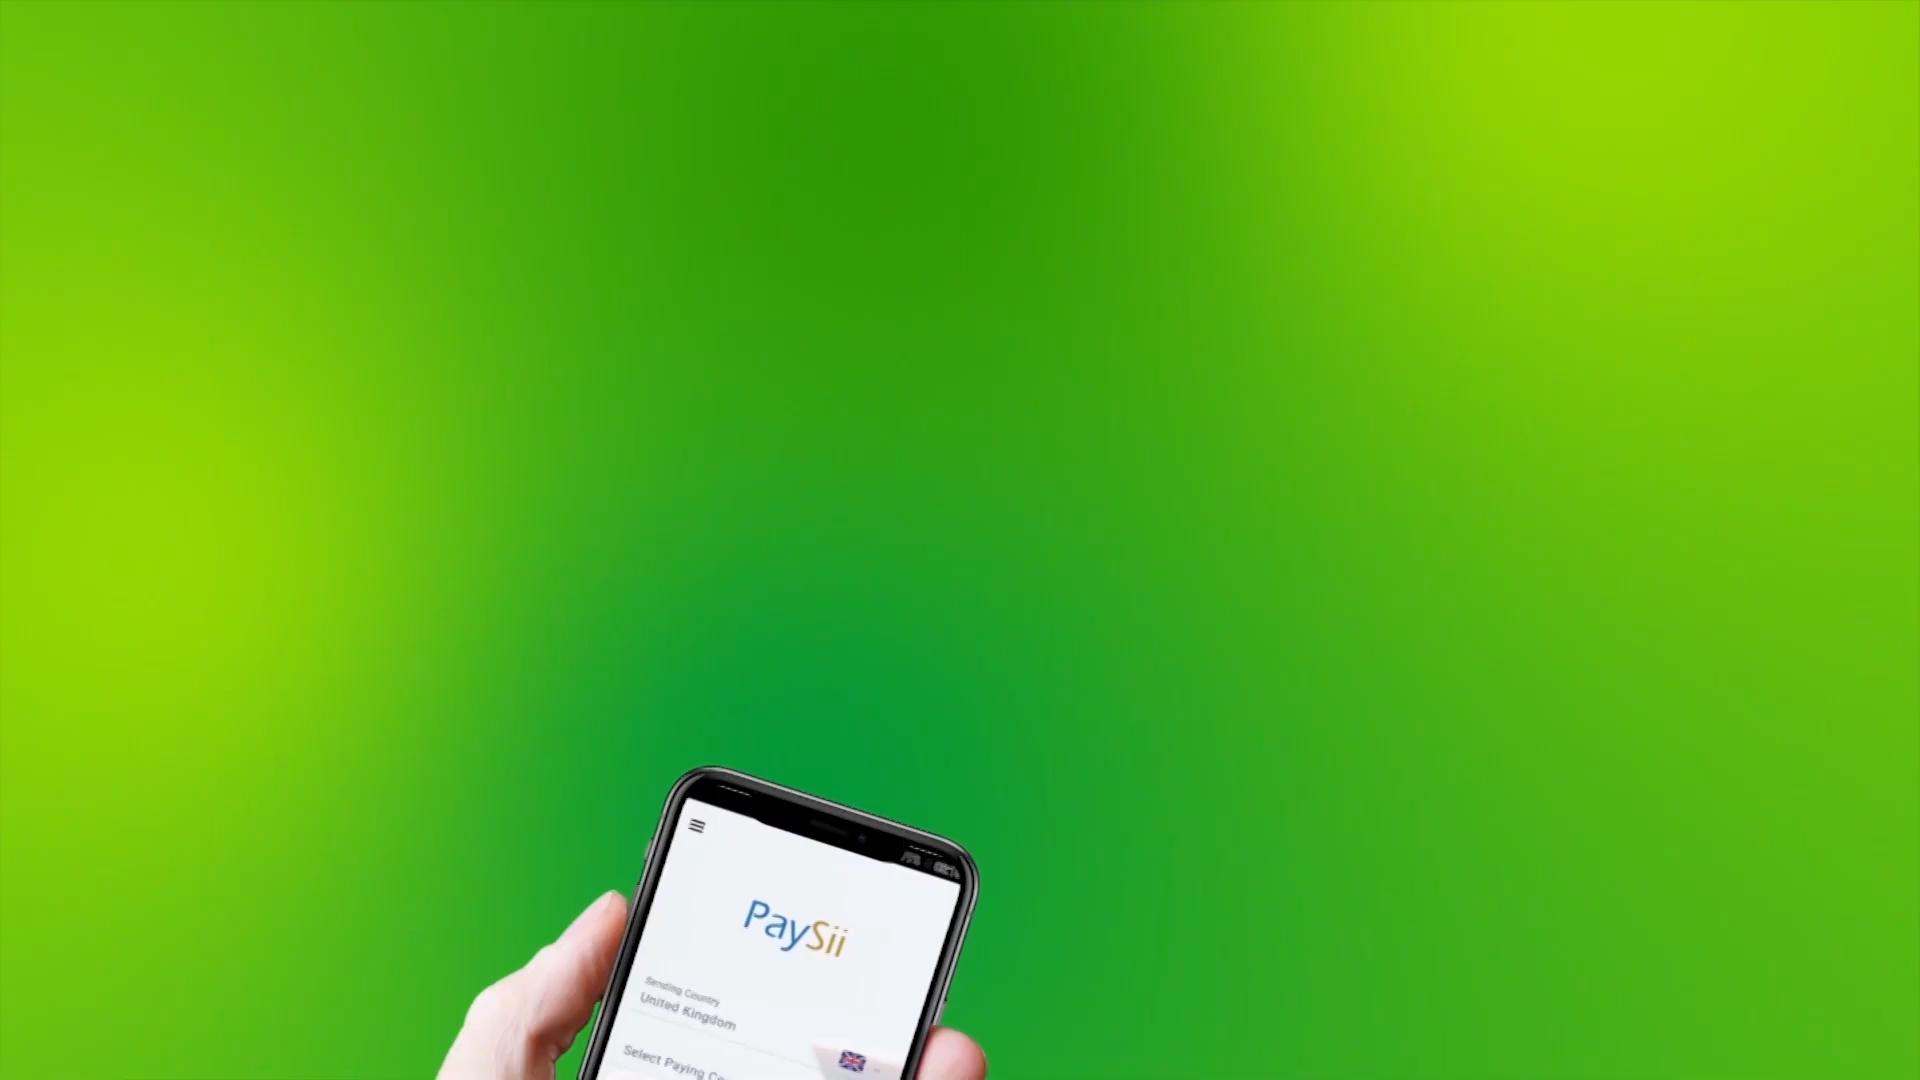 PaySii
Sending Country
United Kingdom
Select Paying